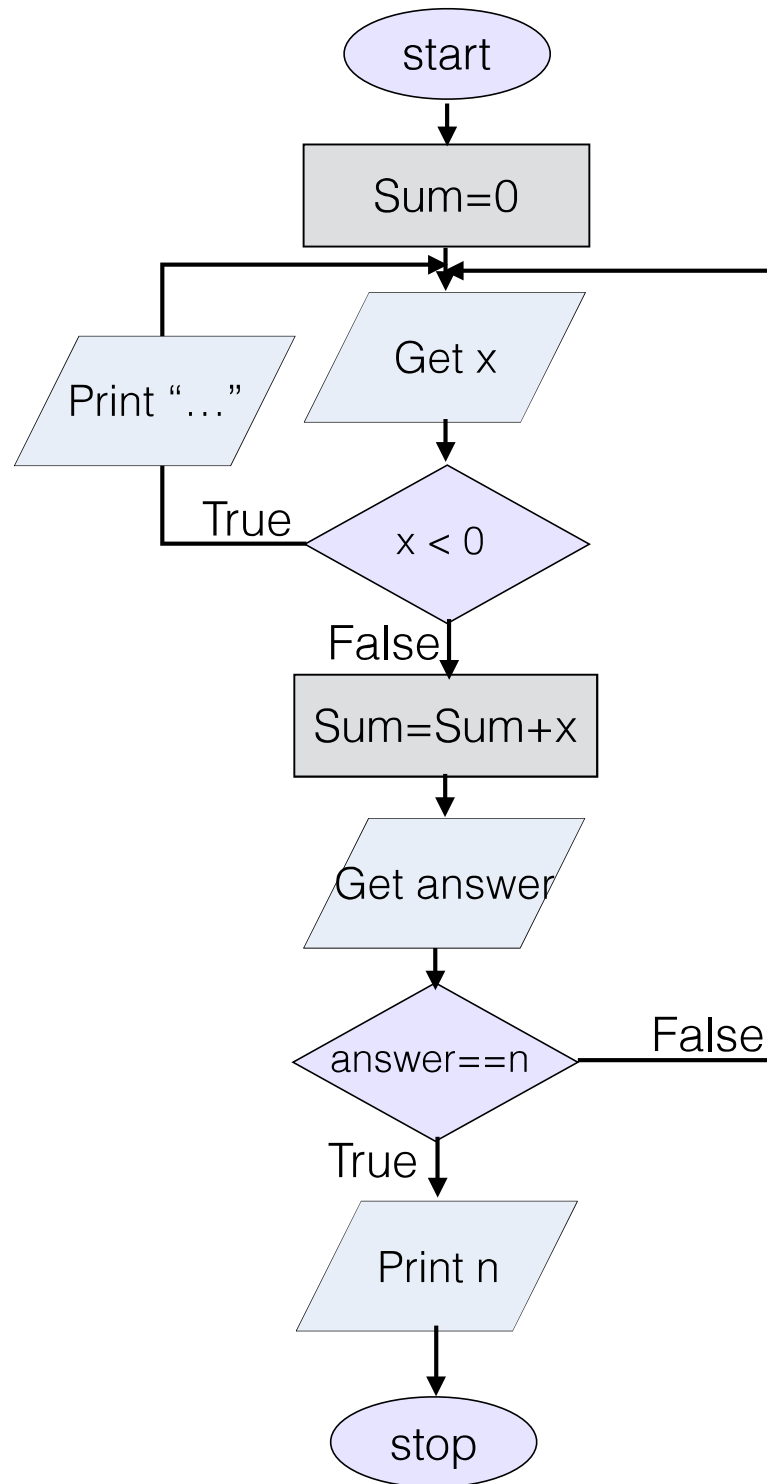 start
Sum=0
Get x
Print “...”
True
x < 0
False
Sum=Sum+x
Get answer
answer==n
False
True
Print n
stop